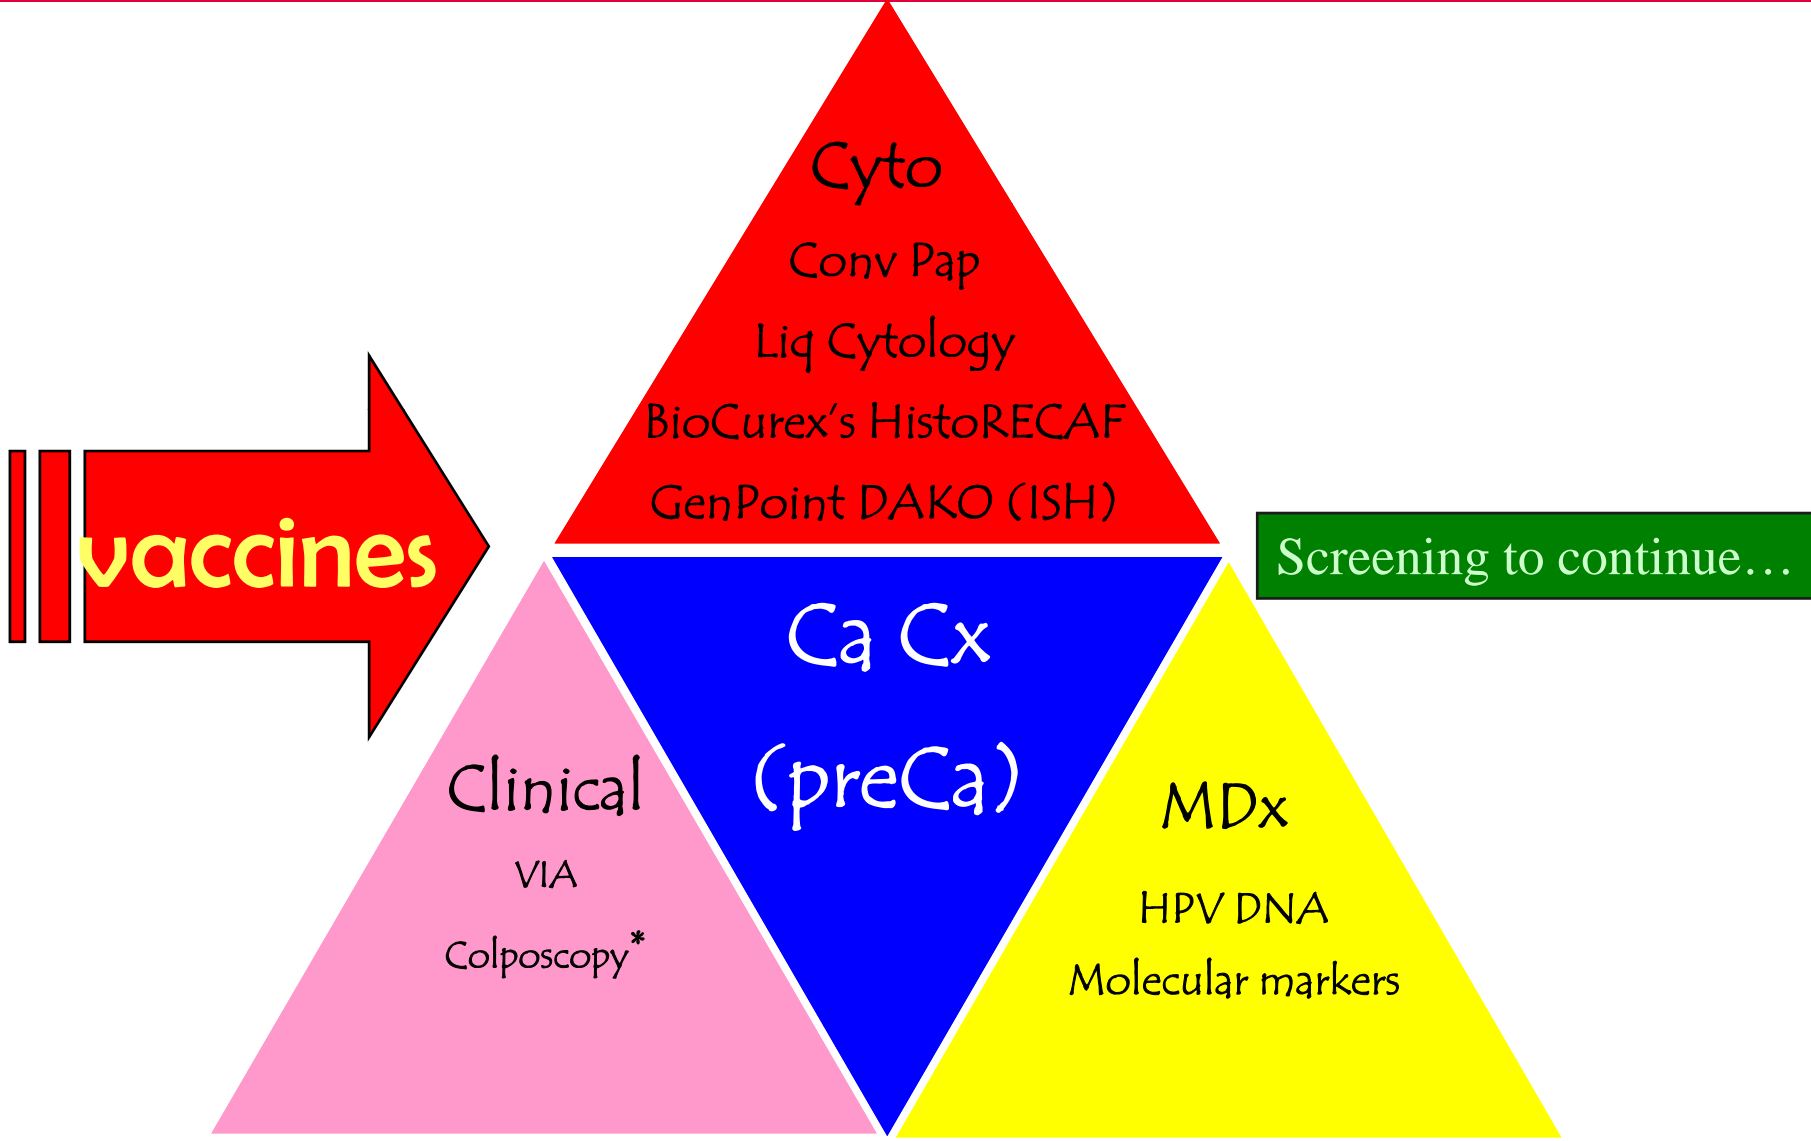 Cyto
Conv Pap
Liq Cytology
BioCurex’s HistoRECAF
GenPoint DAKO (ISH)
vaccines
Screening to continue…
Ca Cx
(preCa)
Clinical
VIA
Colposcopy*
MDx
HPV DNA
Molecular markers